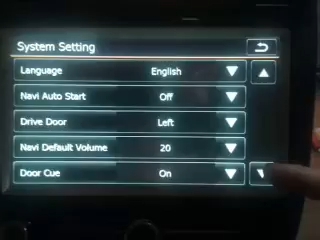 System Setting
Language English
Navi Auto Start Off
Drive Door Left
Navi Default Volume 20
Door Cue On